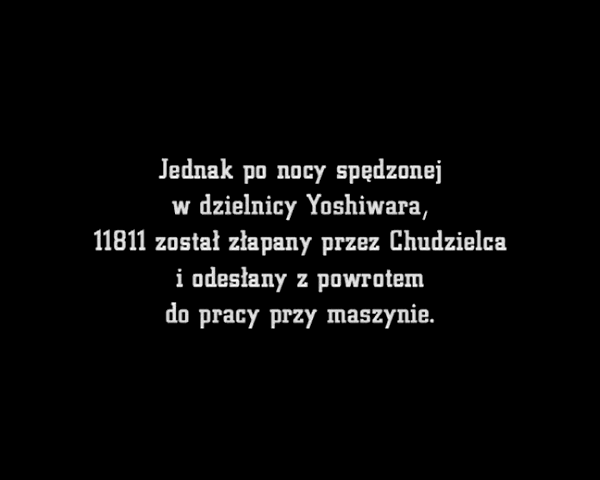 Jednak po nocy spędzonej
w dzielnicy Yoshiwara,
11811 został złapany przez Chudzielca
i odesłany z powrotem
do pracy przy maszynie.